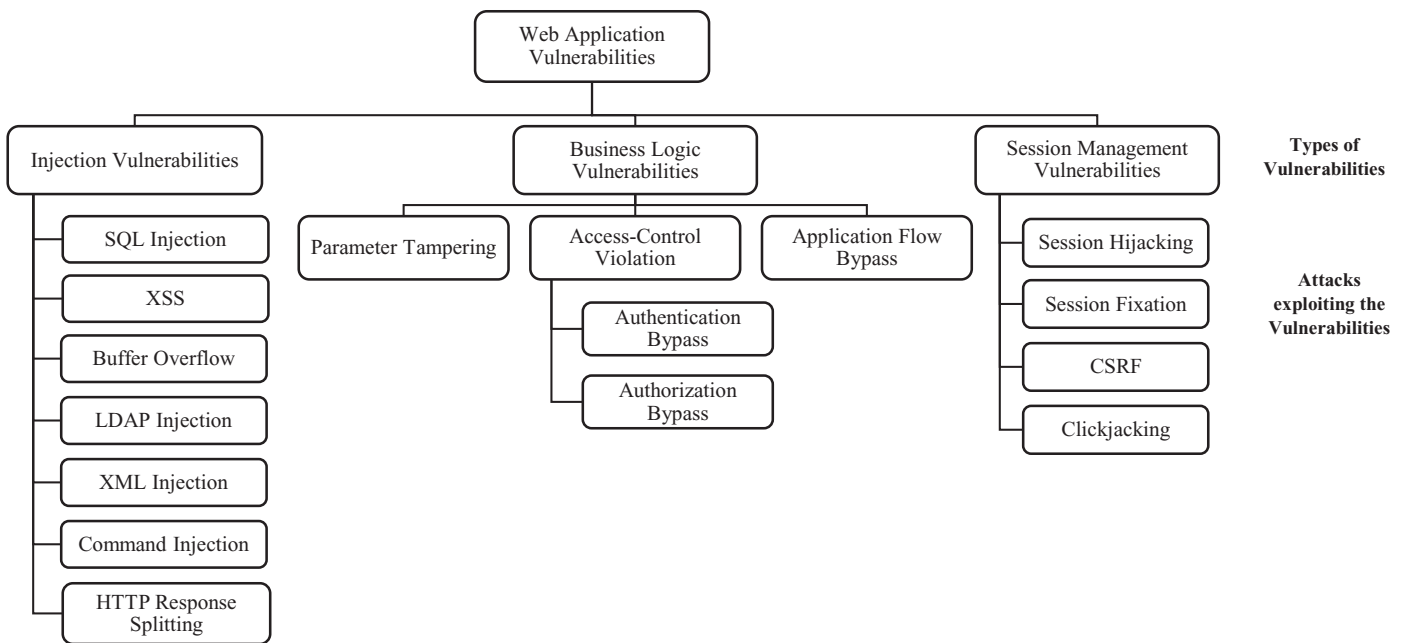 Web Application
Vulnerabilities
Injection Vulnerabilities
Business Logic
Vulnerabilities
Session Management
Vulnerabilities
Types of
Vulnerabilities
SQL Injection
XSS
Buffer Overflow
LDAP Injection
XML Injection
Command Injection
HTTP Response
Splitting
Parameter Tampering
Access-Control
Violation
Authentication
Bypass
Authorization
Bypass
Application Flow
Bypass
Session Hijacking
Session Fixation
CSRF
Clickjacking
Attacks
exploiting the
Vulnerabilities